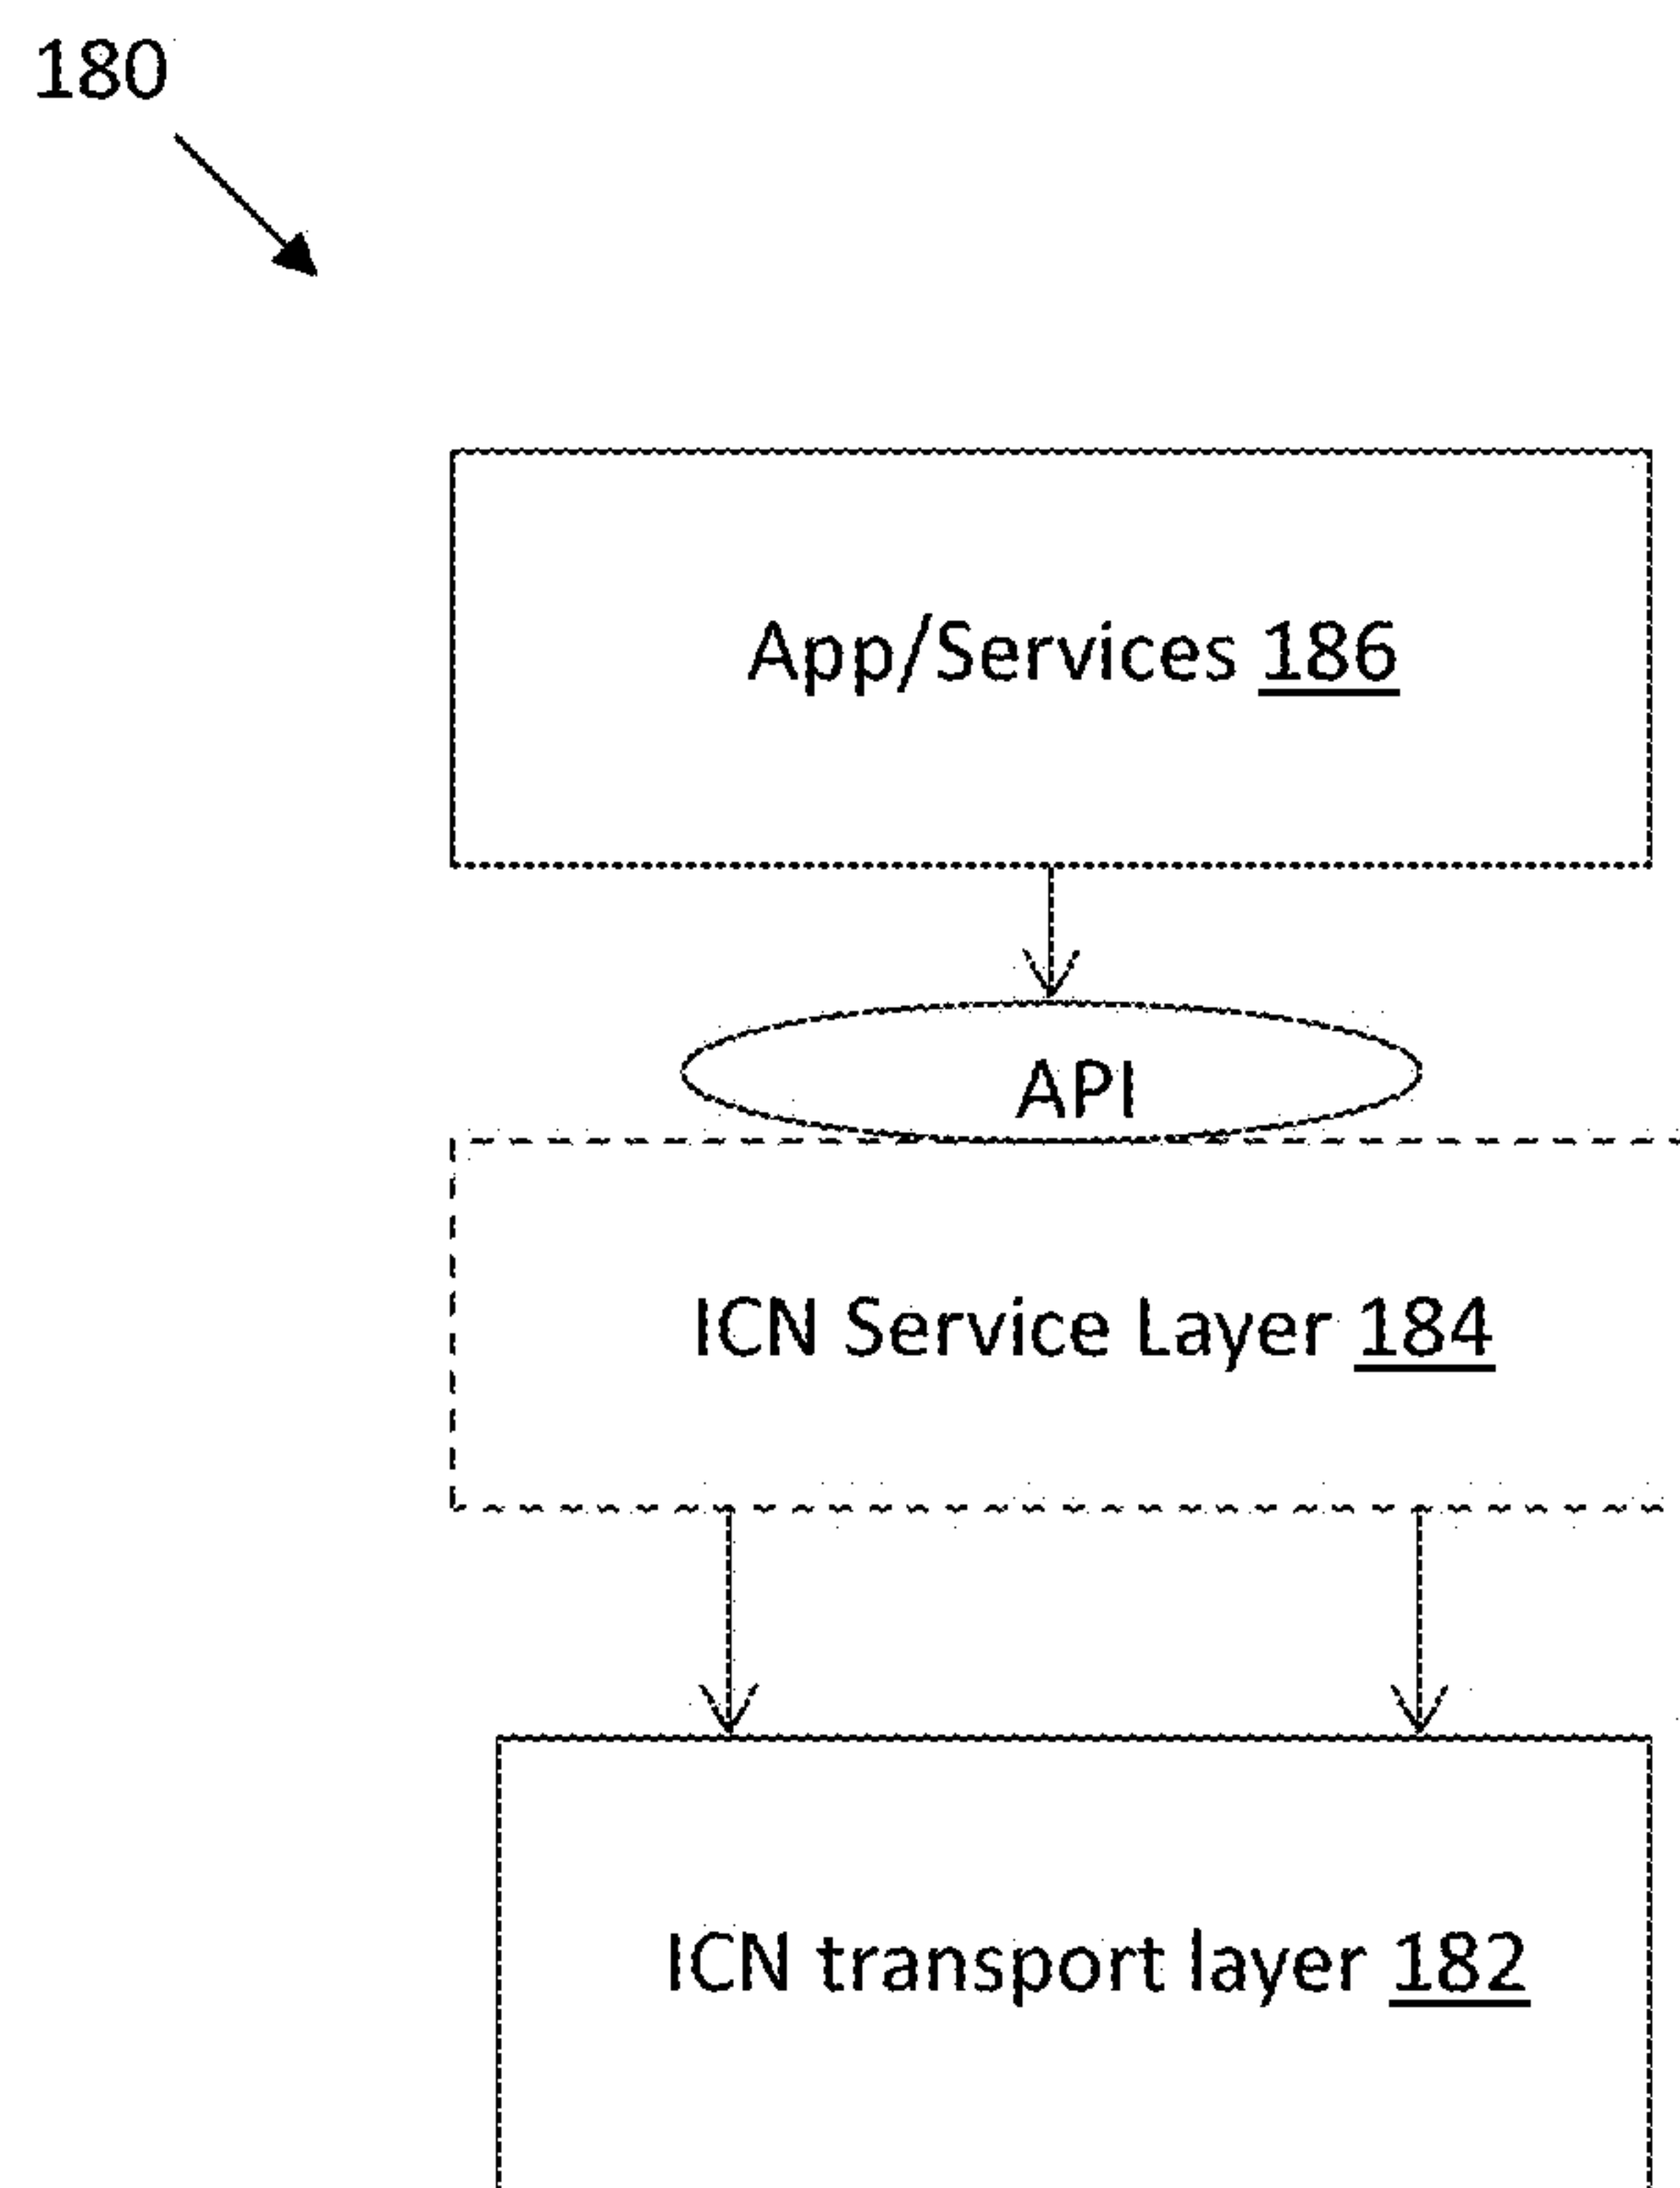 180
App/Services 186
API
ICN Service Layer 184
ICN transport layer 182